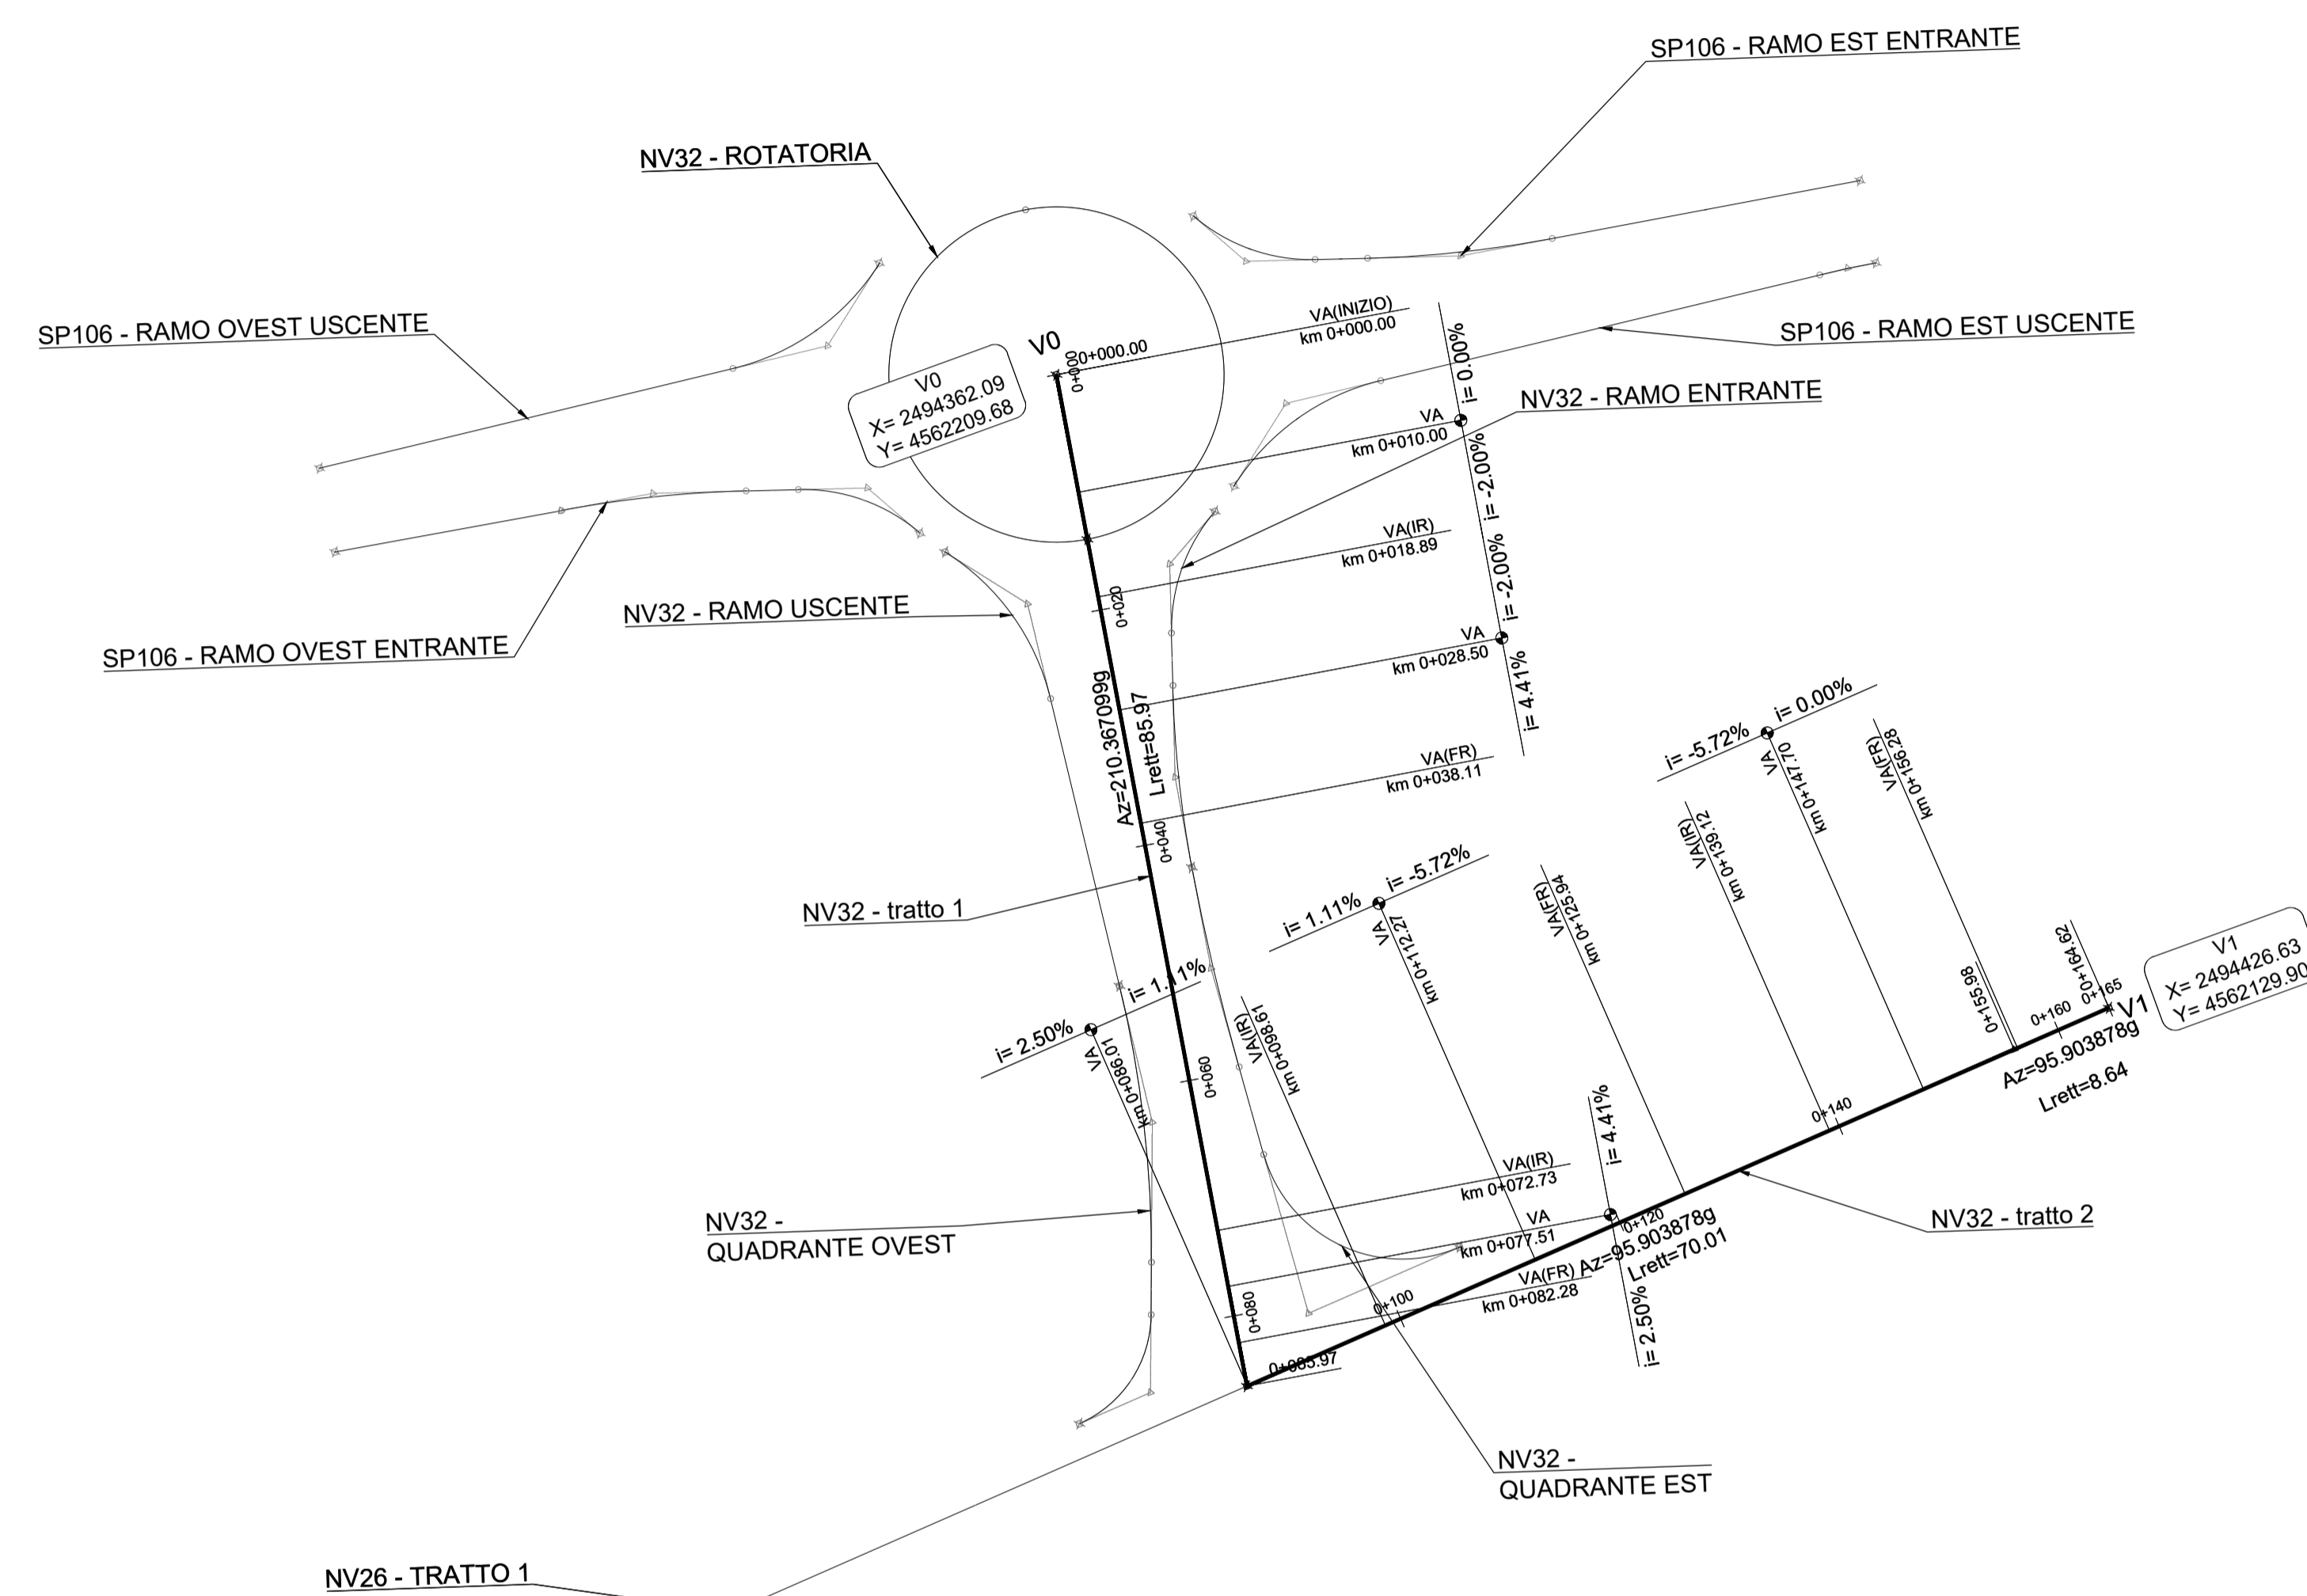 SP106 - RAMO EST ENTRANTE
NV32 - ROTATORIA
SP106 - RAMO OVEST USCENTE
SP106 - RAMO EST USCENTE
VA(INIZIO)
km 0+000.00
i= 0.00%
V0
0+000.00
0+000
V0
X= 2494362.09
Y= 4562209.68
NV32 - RAMO ENTRANTE
VA
km 0+010.00
i= -2.00%
VA(IR)
km 0+018.89
i= -2.00%
0+020
NV32 - RAMO USCENTE
SP106 - RAMO OVEST ENTRANTE
VA
km 0+028.50
i= 4.41%
Az=210.367099g
Lrett=85.97
VA(FR)
km 0+038.11
0+040
i= -5.72%
i= 0.00%
VA
km 0+147.70
VA(FR)
km 0+156.28
VA(IR)
km 0+139.12
i= 1.11%
i= -5.72%
VA
km 0+112.27
VA(FR)
km 0+125.94
NV32 - tratto 1
i= 2.50%
i= 1.11%
VA
km 0+086.01
VA(IR)
km 0+098.61
0+060
0+155.98
0+164.62
0+160
0+165
V1
V1
X= 2494426.63
Y= 4562129.90
Az=95.903878g
Lrett=8.64
0+140
i= 4.41%
VA(IR)
km 0+072.73
VA
km 0+077.51
0+120
Az=95.903878g
Lrett=70.01
VA(FR)
km 0+082.28
i= 2.50%
NV32 - tratto 2
NV32 -
QUADRANTE OVEST
0+080
0+100
0+085.97
NV32 -
QUADRANTE EST
NV26 - TRATTO 1